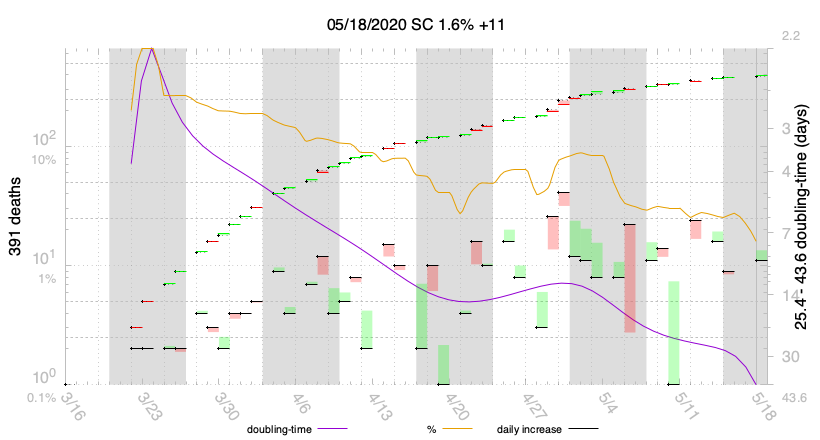 05/18/2020 SC 1.6% +11
391 deaths
10²
10%
10¹
1%
10⁰
0.1%
2.2
3
4
7
14
30
43.6
25.4 - 43.6 doubling-time (days)
3/16 3/23 3/30 4/6 4/13 4/20 4/27 5/4 5/11 5/18
doubling-time % daily increase